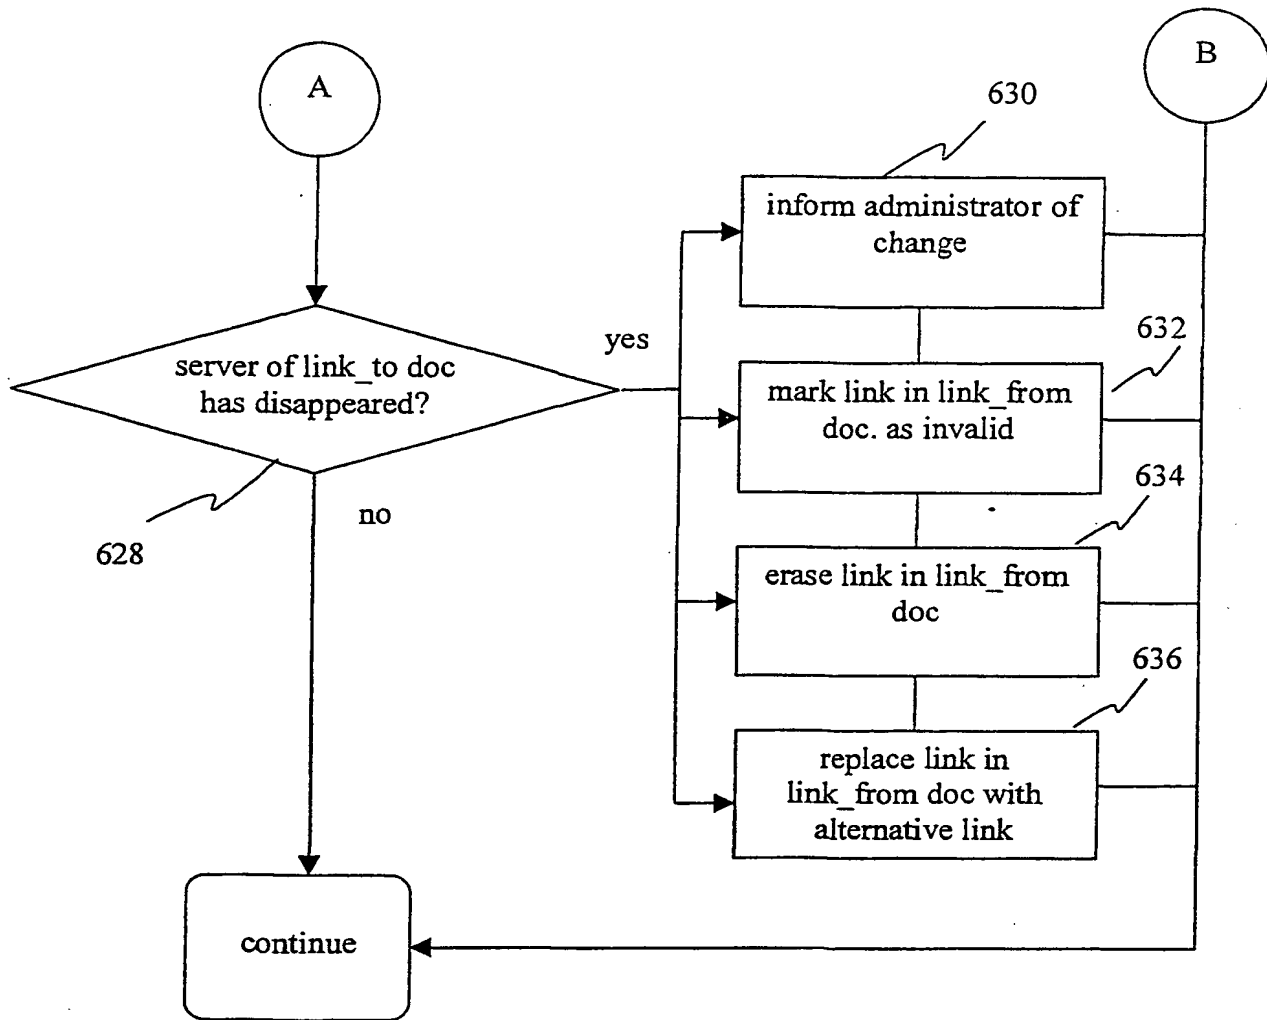 A
B
630
inform administrator of
change
632
yes
server of link_to doc
has disappeared?
mark link in link_from
doc. as invalid
634
no
628
erase link in link_from
doc
636
replace link in
link_from doc with
alternative link
continue